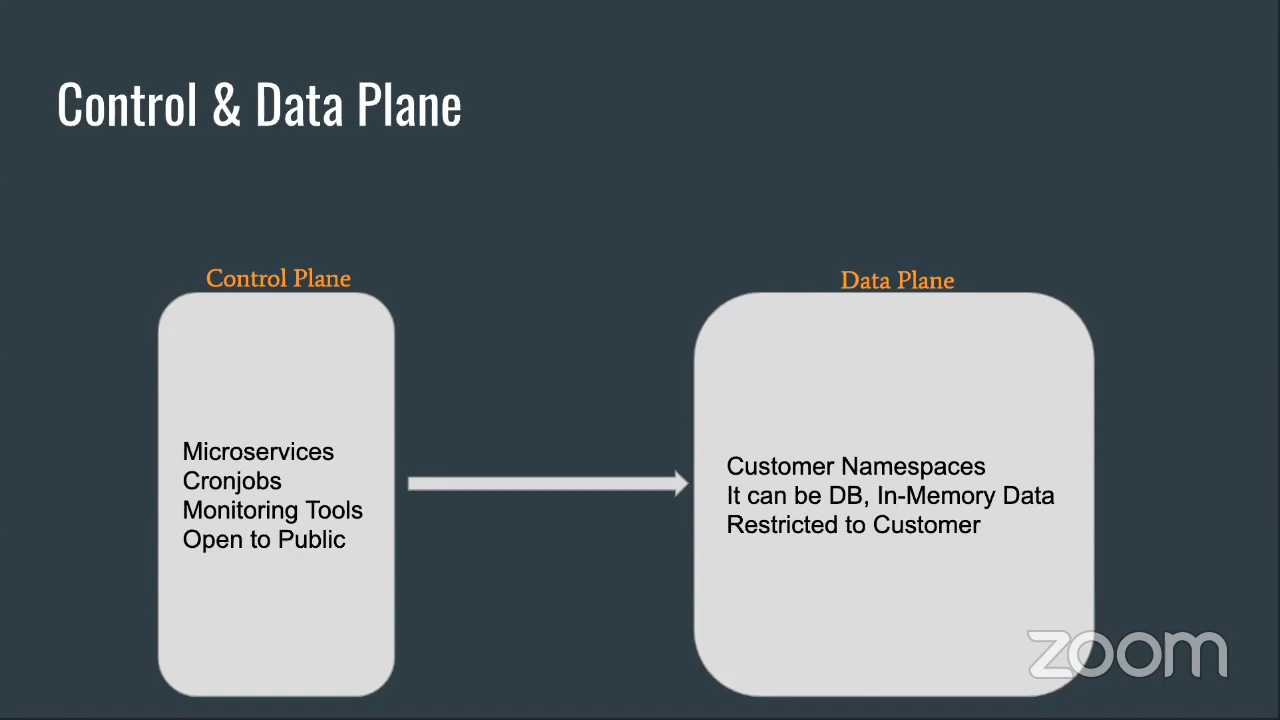 Control & Data Plane
Control Plane
Microservices
Cronjobs
Monitoring Tools
Open to Public
Data Plane
Customer Namespaces
It can be DB, In-Memory Data
Restricted to Customer
zoom